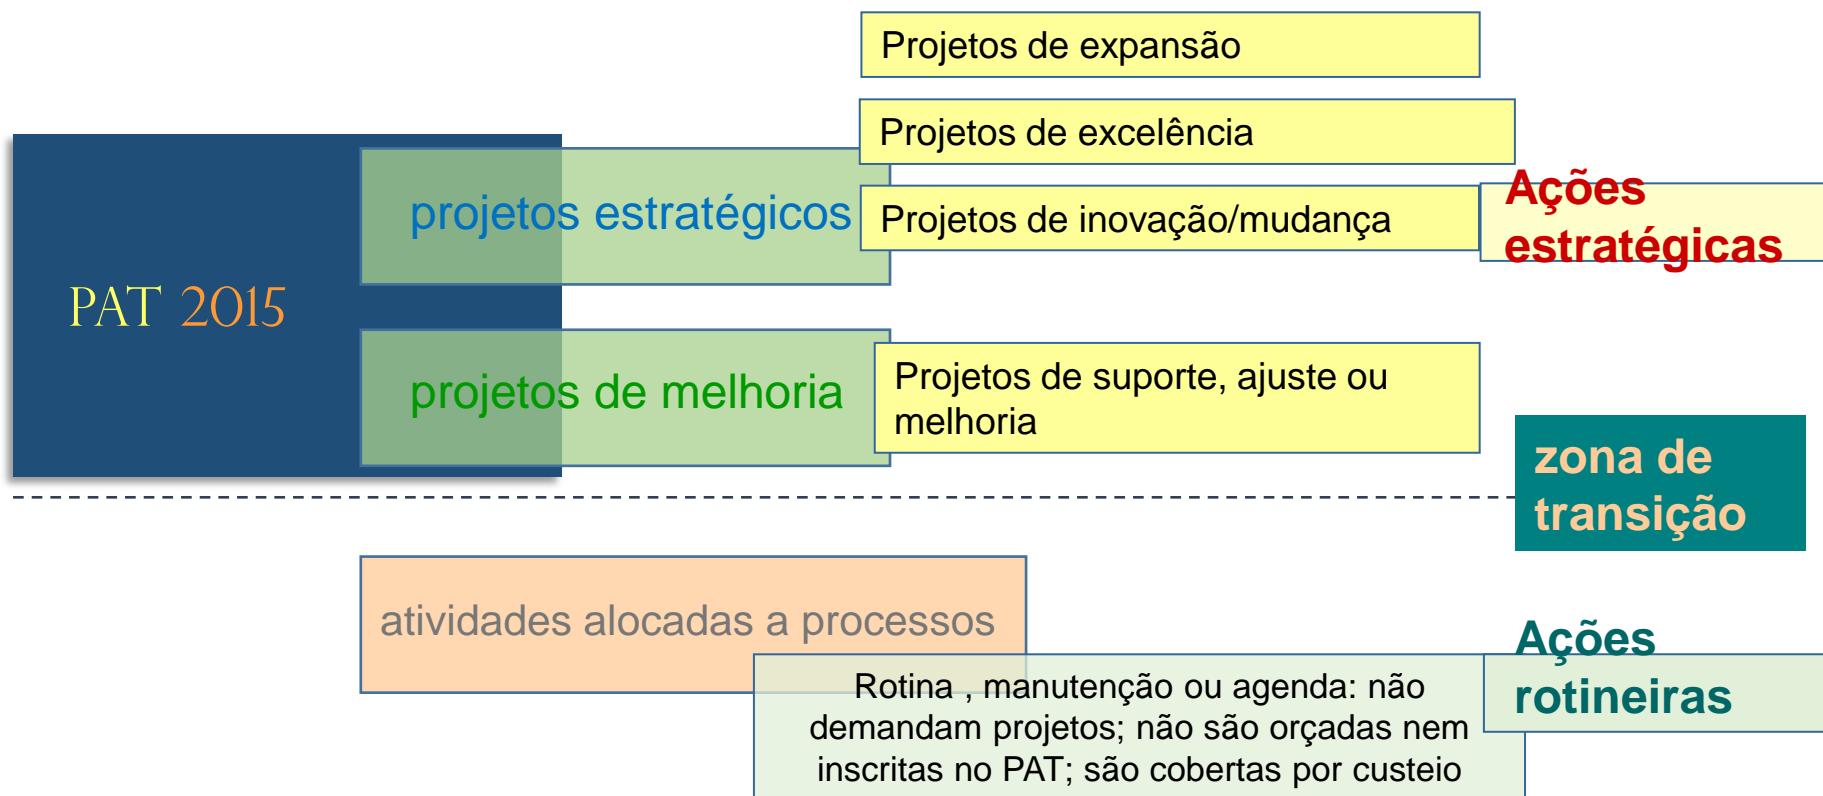 Projetos de expansão
Projetos de excelência
projetos estratégicos
Projetos de inovação/mudança
Ações
estratégicas
PAT 2015
projetos de melhoria
Projetos de suporte, ajuste ou
melhoria
zona de
transição
atividades alocadas a processos
Ações
rotineiras
Rotina , manutenção ou agenda: não
demandam projetos; não são orçadas nem
inscritas no PAT; são cobertas por custeio